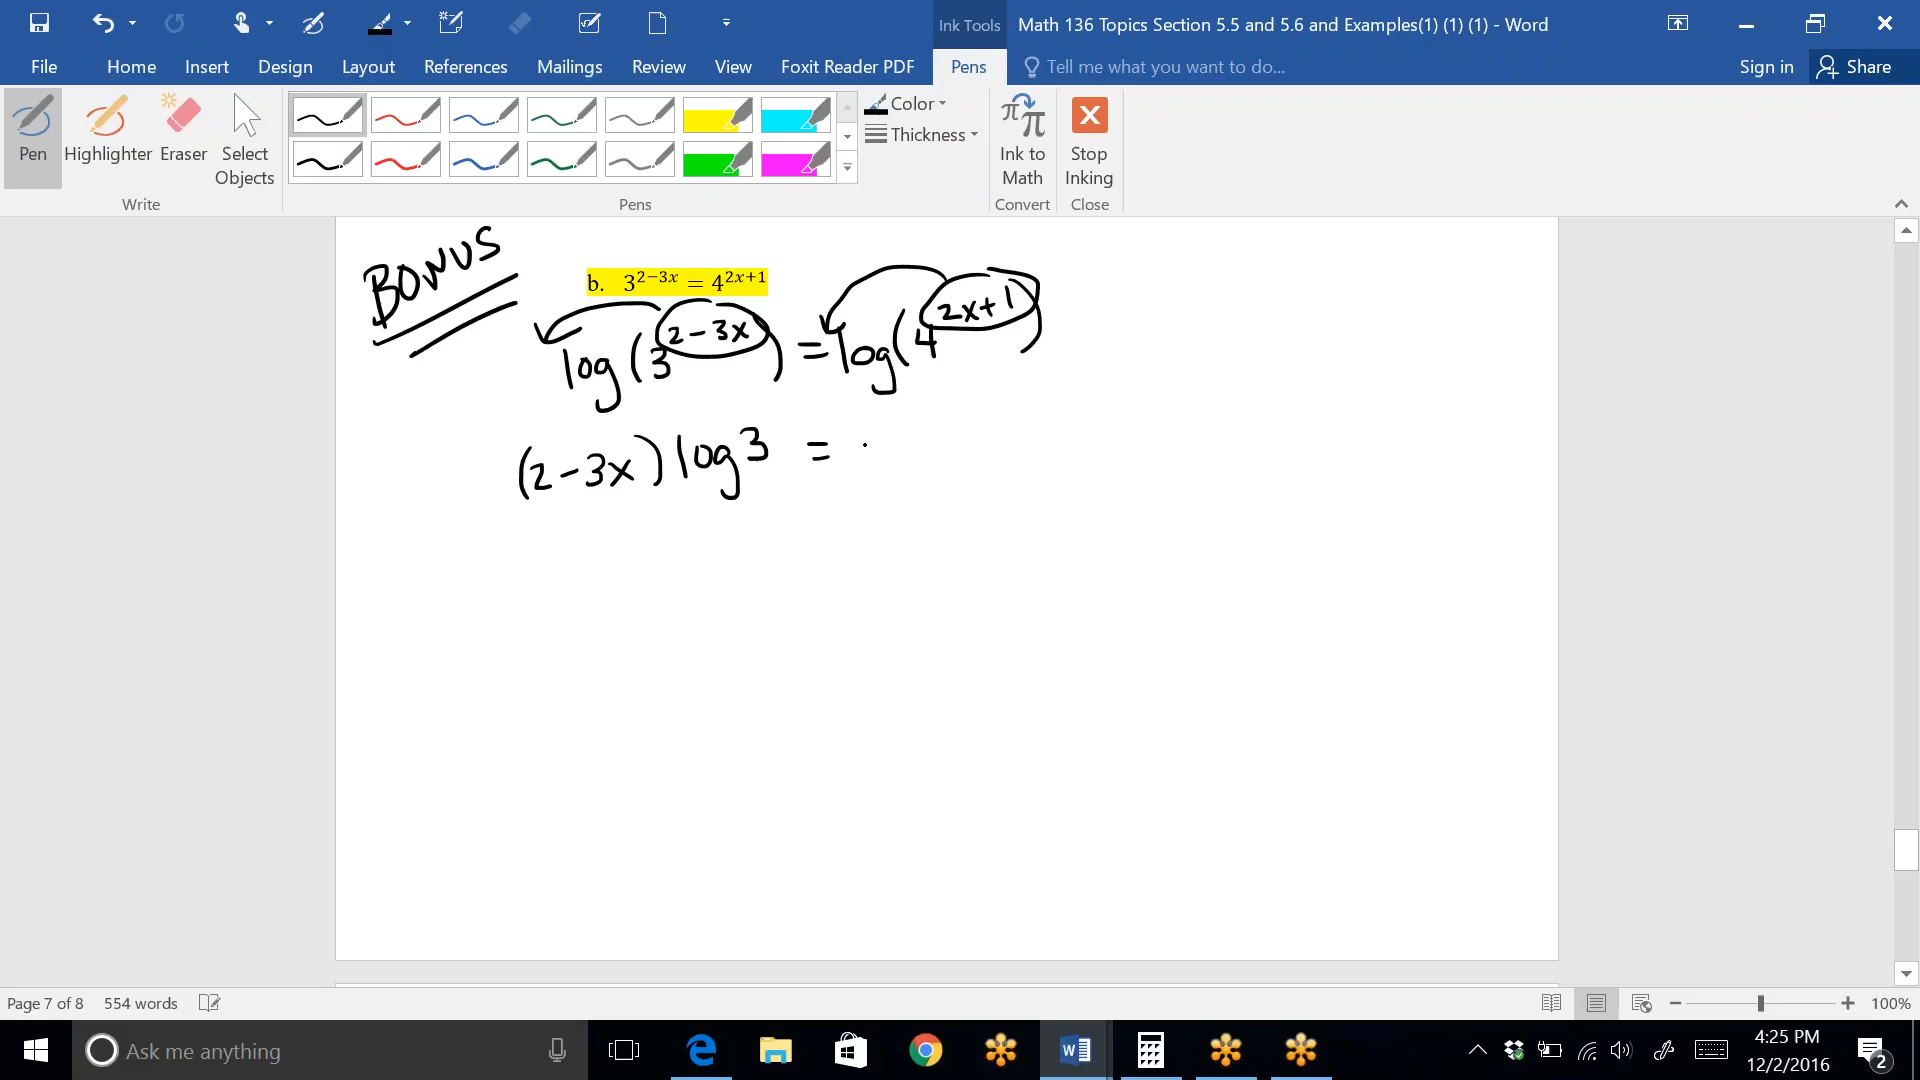 Ink Tools
Math 136 Topics Section 5.5 and 5.6 and Examples(1) (1) (1) - Word
File Home Insert Design Layout References Mailings Review View Foxit Reader PDF Pens Tell me what you want to do... Sign in Share
Pen Highlighter Eraser Select Objects
Color
Thickness
Ink to Math
Stop Inking
Write Pens Convert Close
BONUS
b. 3^{2−3x} = 4^{2x+1}
log(3^{2-3x}) = log(4^{2x+1})
(2-3x) log 3 =
Page 7 of 8 554 words 100%
Ask me anything
4:25 PM
12/2/2016
2